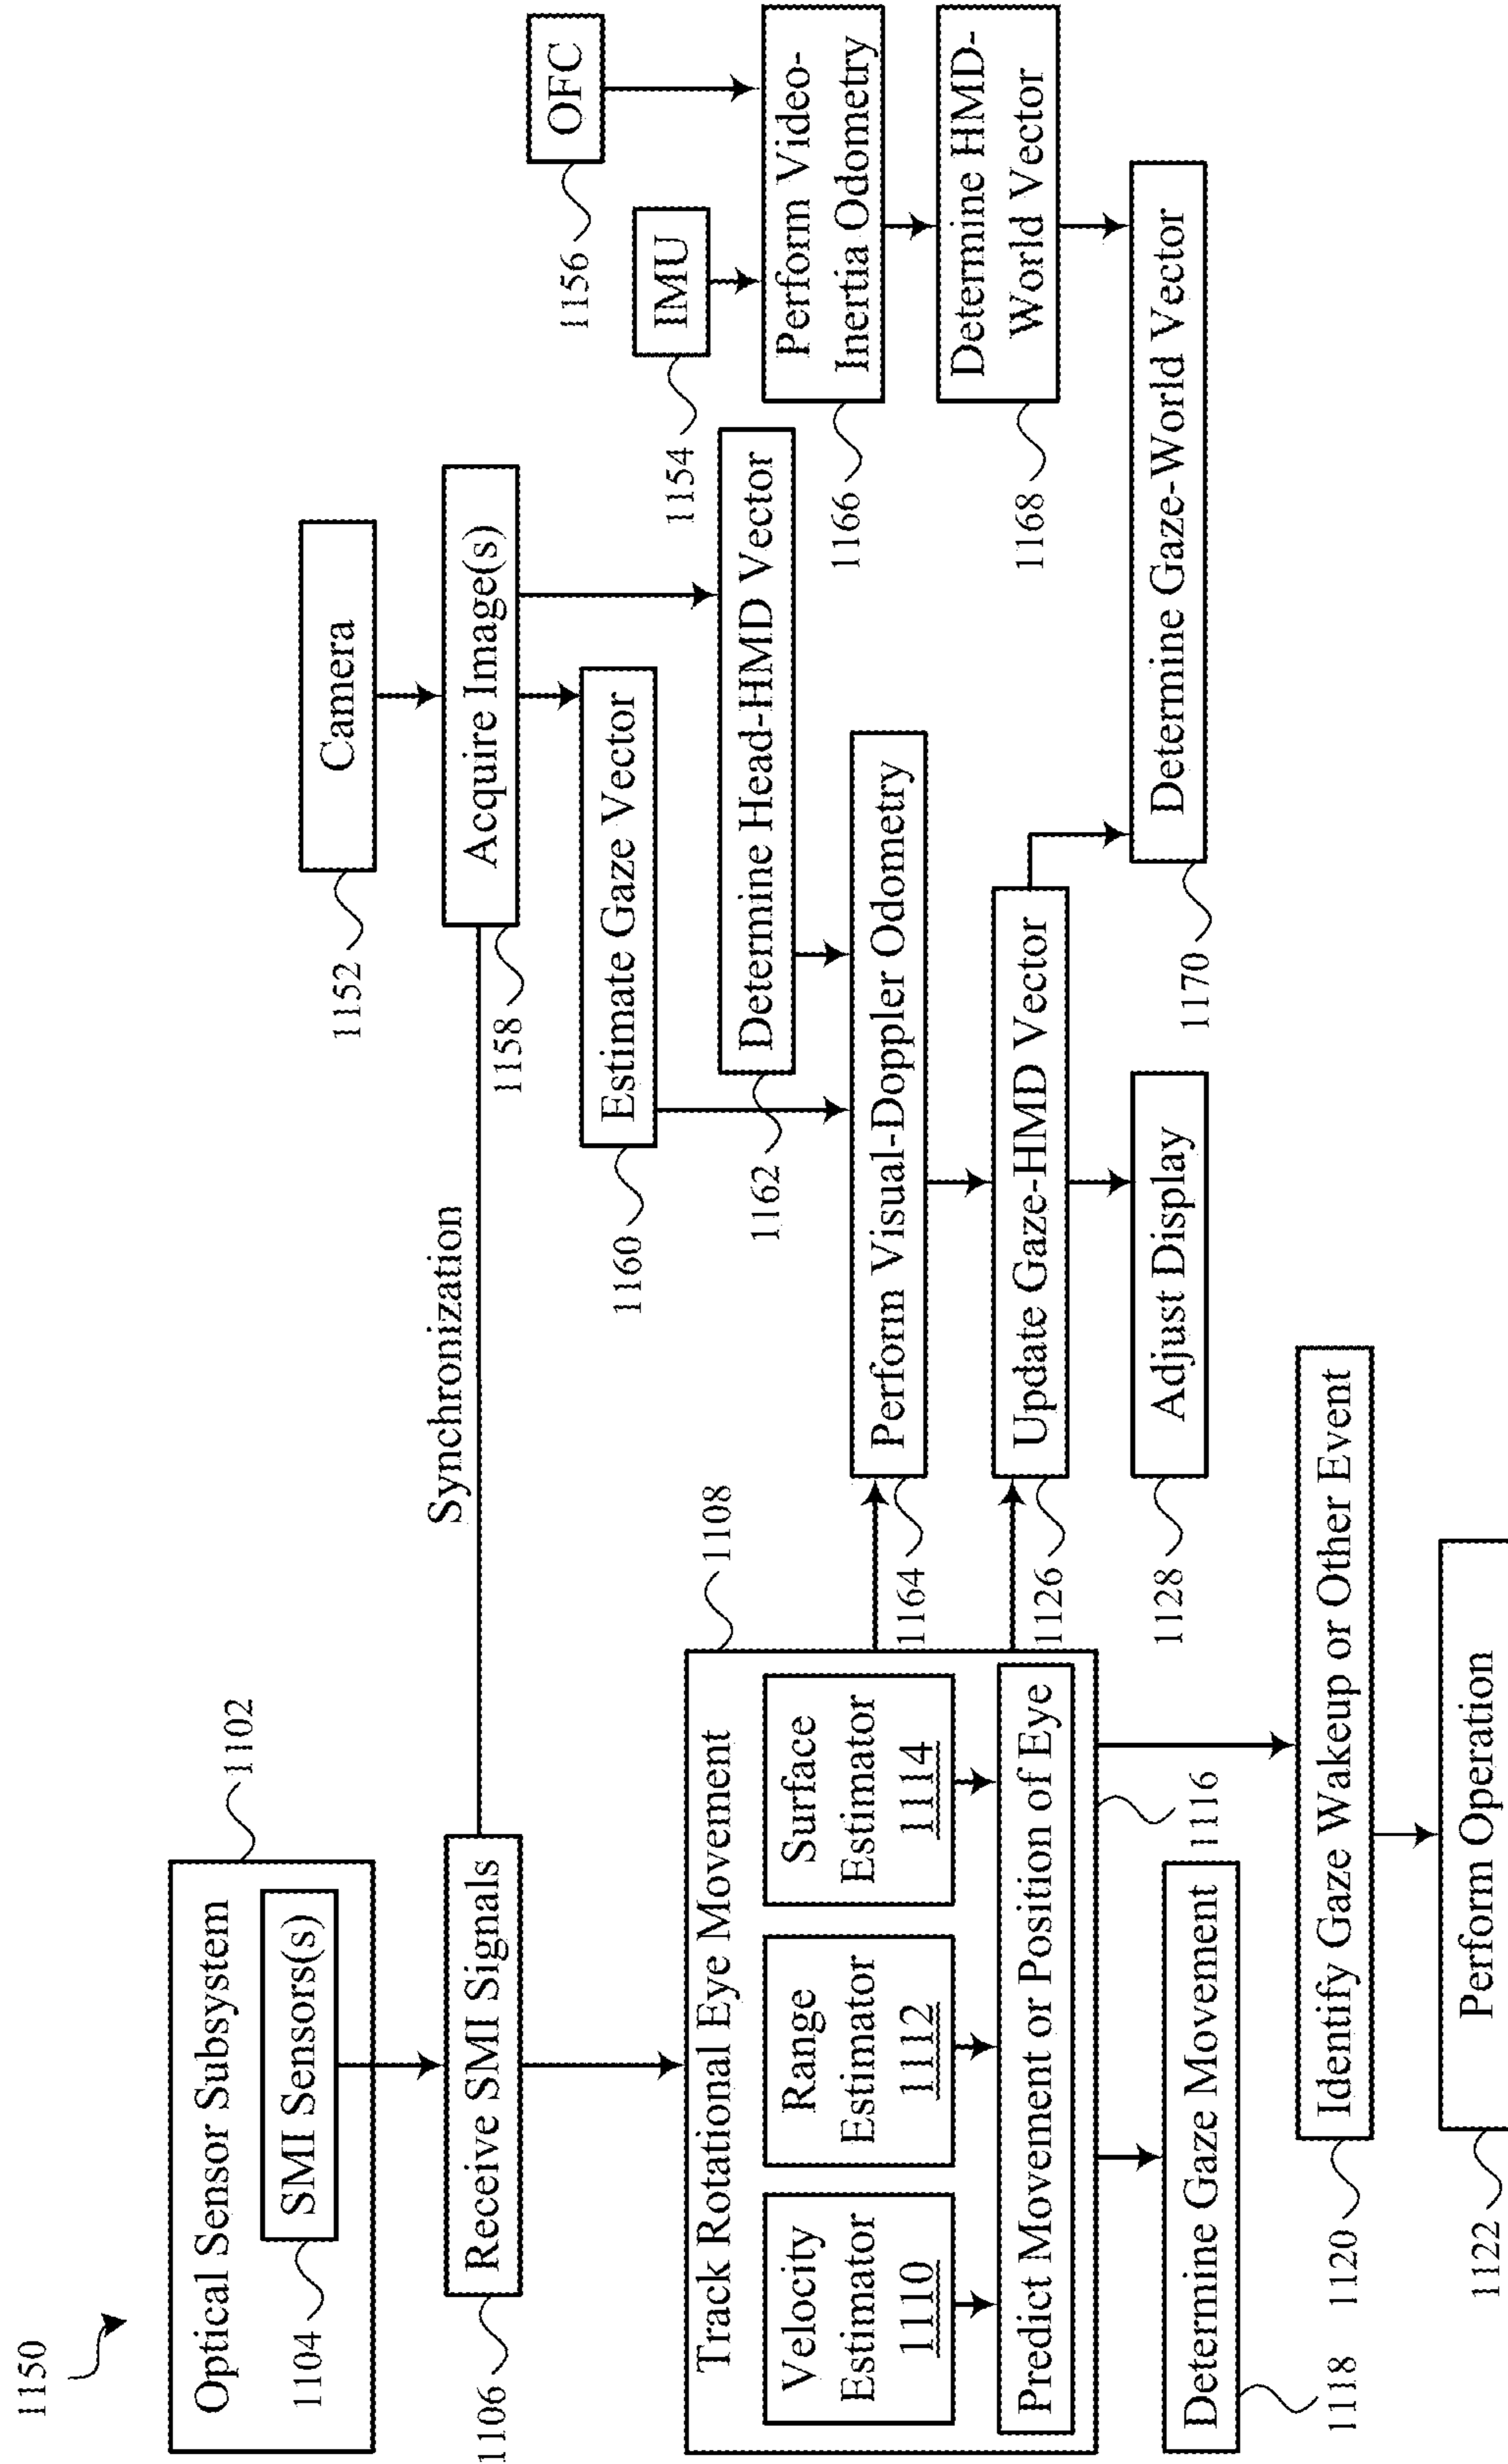 1150
Optical Sensor Subsystem
1102
SMI Sensors(s)
1104
Receive SMI Signals
1106
Synchronization
Camera
1152
Acquire Image(s)
1158
Estimate Gaze Vector
1160
Determine Head-HMD Vector
1162
OFC
1156
IMU
1154
Perform Video-
Inertia Odometry
1166
Determine HMD-
World Vector
1168
Track Rotational Eye Movement
1108
Velocity
Estimator
1110
Range
Estimator
1112
Surface
Estimator
1114
Predict Movement or Position of Eye
1116
Perform Visual-Doppler Odometry
1164
Update Gaze-HMD Vector
1126
Adjust Display
1128
Determine Gaze-World Vector
1170
Determine Gaze Movement
1118
Identify Gaze Wakeup or Other Event
1120
Perform Operation
1122